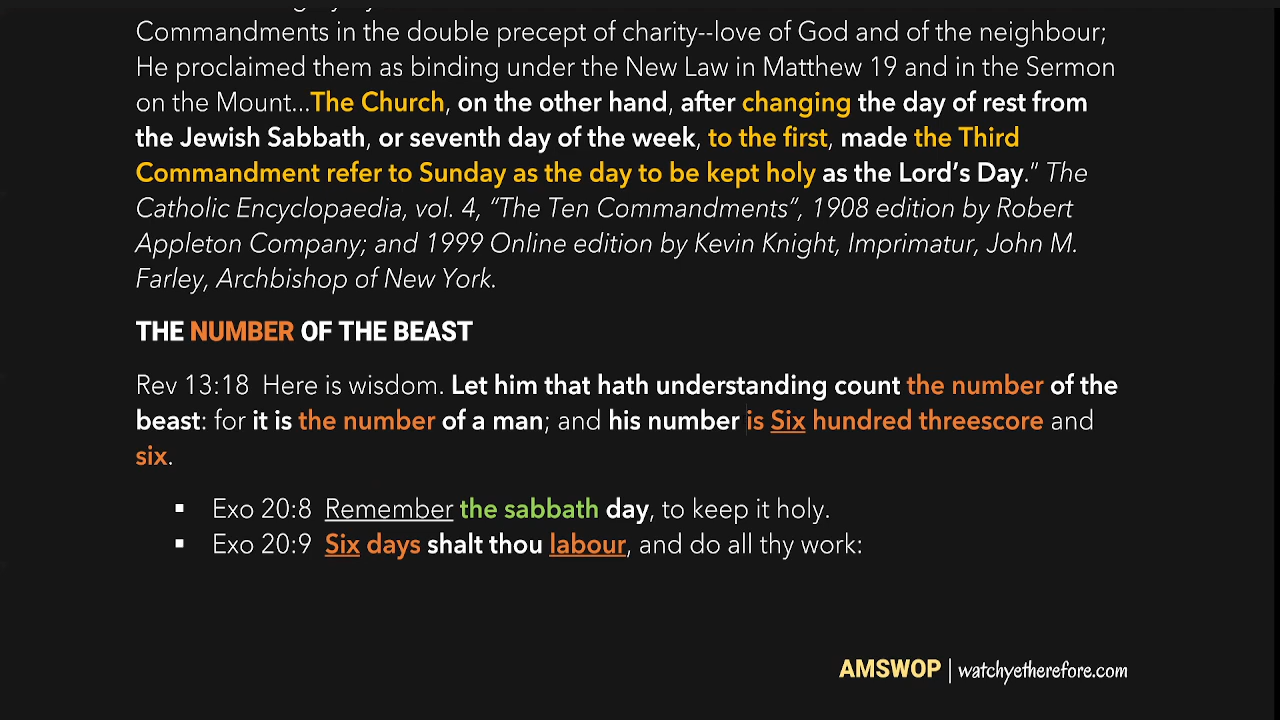 Commandments in the double precept of charity--love of God and of the neighbour;
He proclaimed them as binding under the New Law in Matthew 19 and in the Sermon
on the Mount...The Church, on the other hand, after changing the day of rest from
the Jewish Sabbath, or seventh day of the week, to the first, made the Third
Commandment refer to Sunday as the day to be kept holy as the Lord’s Day.” The
Catholic Encyclopaedia, vol. 4, “The Ten Commandments”, 1908 edition by Robert
Appleton Company; and 1999 Online edition by Kevin Knight, Imprimatur, John M.
Farley, Archbishop of New York.
THE NUMBER OF THE BEAST
Rev 13:18 Here is wisdom. Let him that hath understanding count the number of the
beast: for it is the number of a man; and his number is Six hundred threescore and
six.
▪ Exo 20:8 Remember the sabbath day, to keep it holy.
▪ Exo 20:9 Six days shalt thou labour, and do all thy work:
AMSWOP | watchyetherefore.com